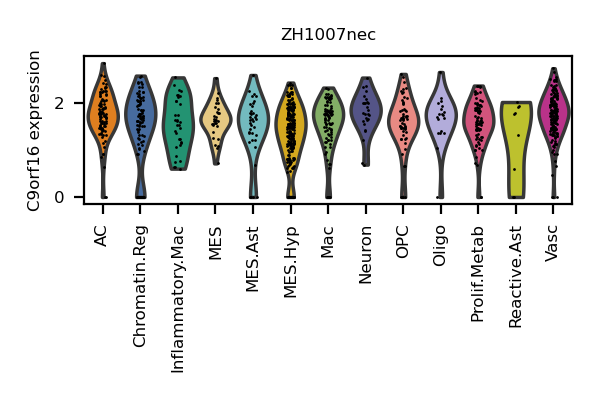 ZH1007nec
C9orf16 expression
2
0
AC
Chromatin.Reg
Inflammatory.Mac
MES
MES.Ast
MES.Hyp
Mac
Neuron
OPC
Oligo
Prolif.Metab
Reactive.Ast
Vasc